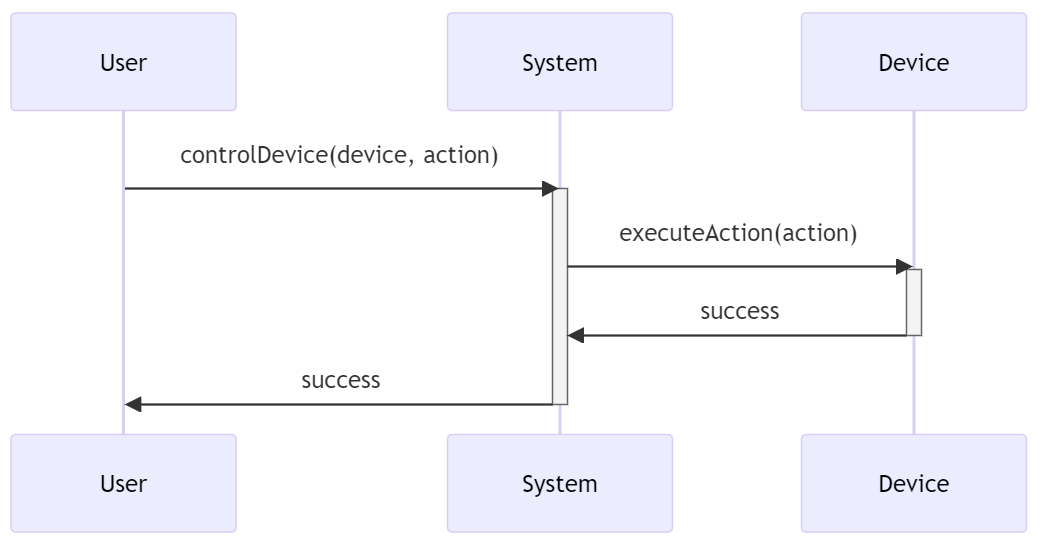 User
System
Device
controlDevice(device, action)
executeAction(action)
success
success
User
System
Device